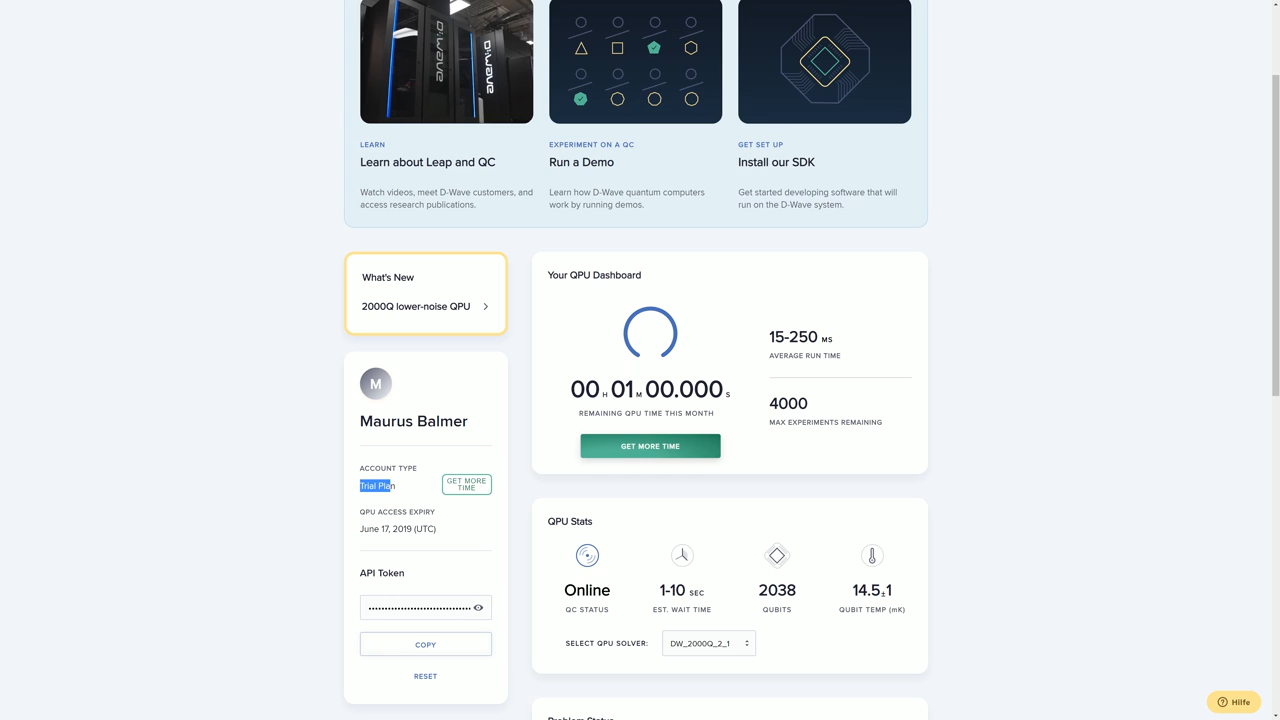 D-Wave
D:Wave
LEARN
Learn about Leap and QC
Watch videos, meet D-Wave customers, and
access research publications.
EXPERIMENT ON A QC
Run a Demo
Learn how D-Wave quantum computers
work by running demos.
GET SET UP
Install our SDK
Get started developing software that will
run on the D-Wave system.
What's New
2000Q lower-noise QPU
M
Maurus Balmer
ACCOUNT TYPE
Trial Plan
GET MORE
TIME
QPU ACCESS EXPIRY
June 17, 2019 (UTC)
API Token
••••••••••••••••••••••••••••••
COPY
RESET
Your QPU Dashboard
00 H 01 M 00.000 S
REMAINING QPU TIME THIS MONTH
GET MORE TIME
15-250 MS
AVERAGE RUN TIME
4000
MAX EXPERIMENTS REMAINING
QPU Stats
Online
QC STATUS
1-10 SEC
EST. WAIT TIME
2038
QUBITS
14.5±1
QUBIT TEMP (mK)
SELECT QPU SOLVER:
DW_2000Q_2_1
Hilfe